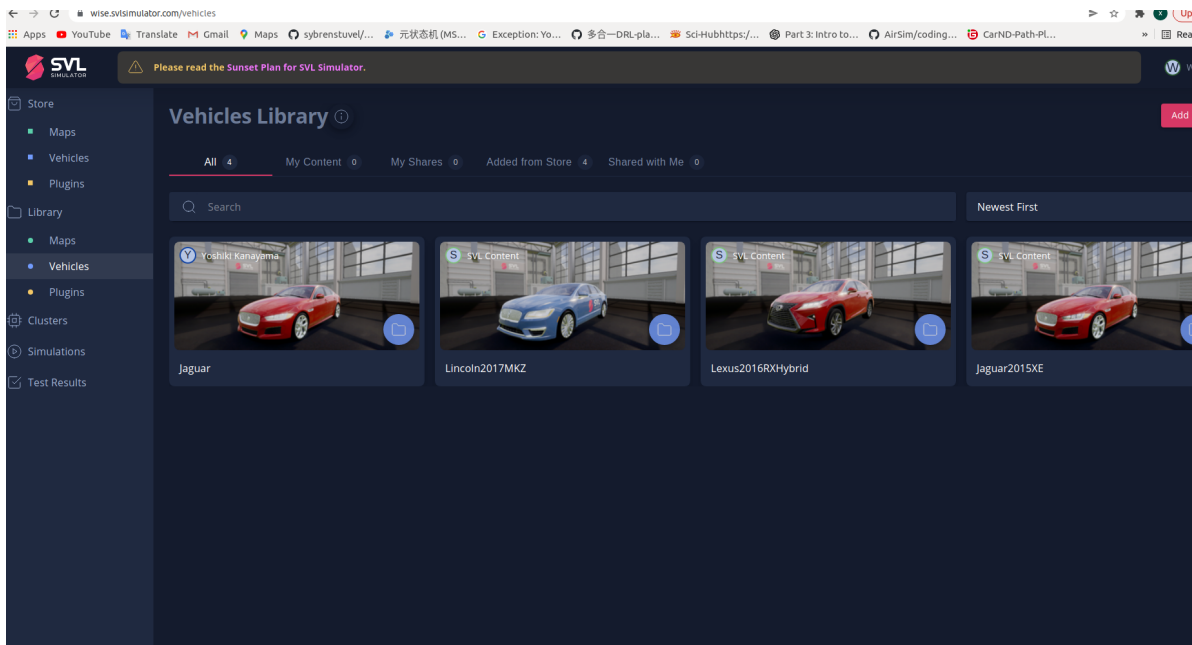 wise.svlsimulator.com/vehicles
Apps YouTube Translate Gmail Maps sybrenstuvel/... 元状态机 (MS... Exception: Yo... 多合一DRL-pla... Sci-Hubhttps:/... Part 3: Intro to... AirSim/coding... CarND-Path-Pl... » Rea
SVL SIMULATOR
Please read the Sunset Plan for SVL Simulator.
W
Store
Maps
Vehicles
Plugins
Library
Maps
Vehicles
Plugins
Clusters
Simulations
Test Results
Vehicles Library
Add
All 4 My Content 0 My Shares 0 Added from Store 4 Shared with Me 0
Search
Newest First
Y Yoshiki Kanayama
Jaguar
S SVL Content
Lincoln2017MKZ
S SVL Content
Lexus2016RXHybrid
S SVL Content
Jaguar2015XE